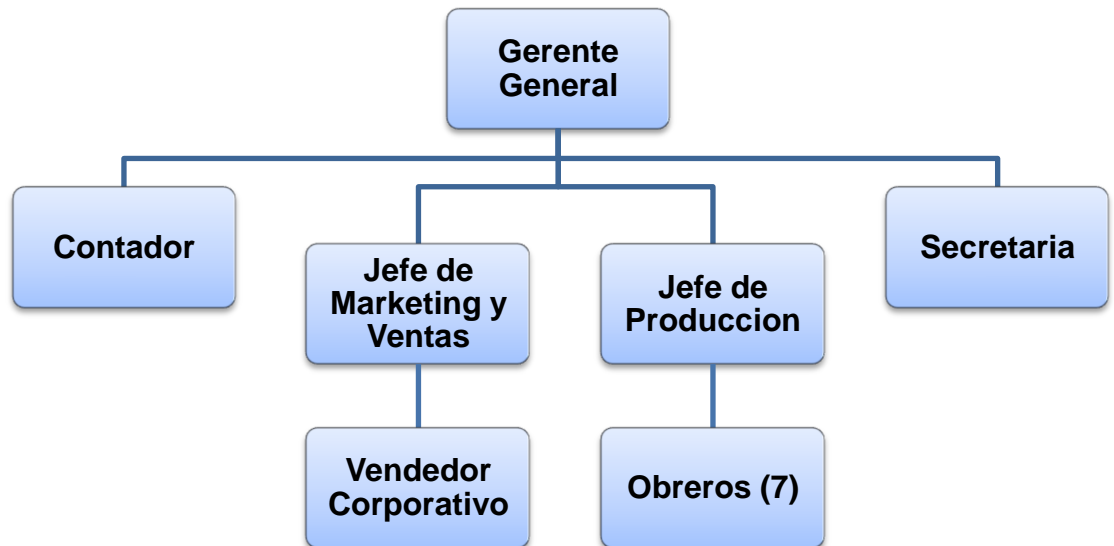 Gerente
General
Contador
Jefe de
Marketing y
Ventas
Jefe de
Produccion
Secretaria
Vendedor
Corporativo
Obreros (7)